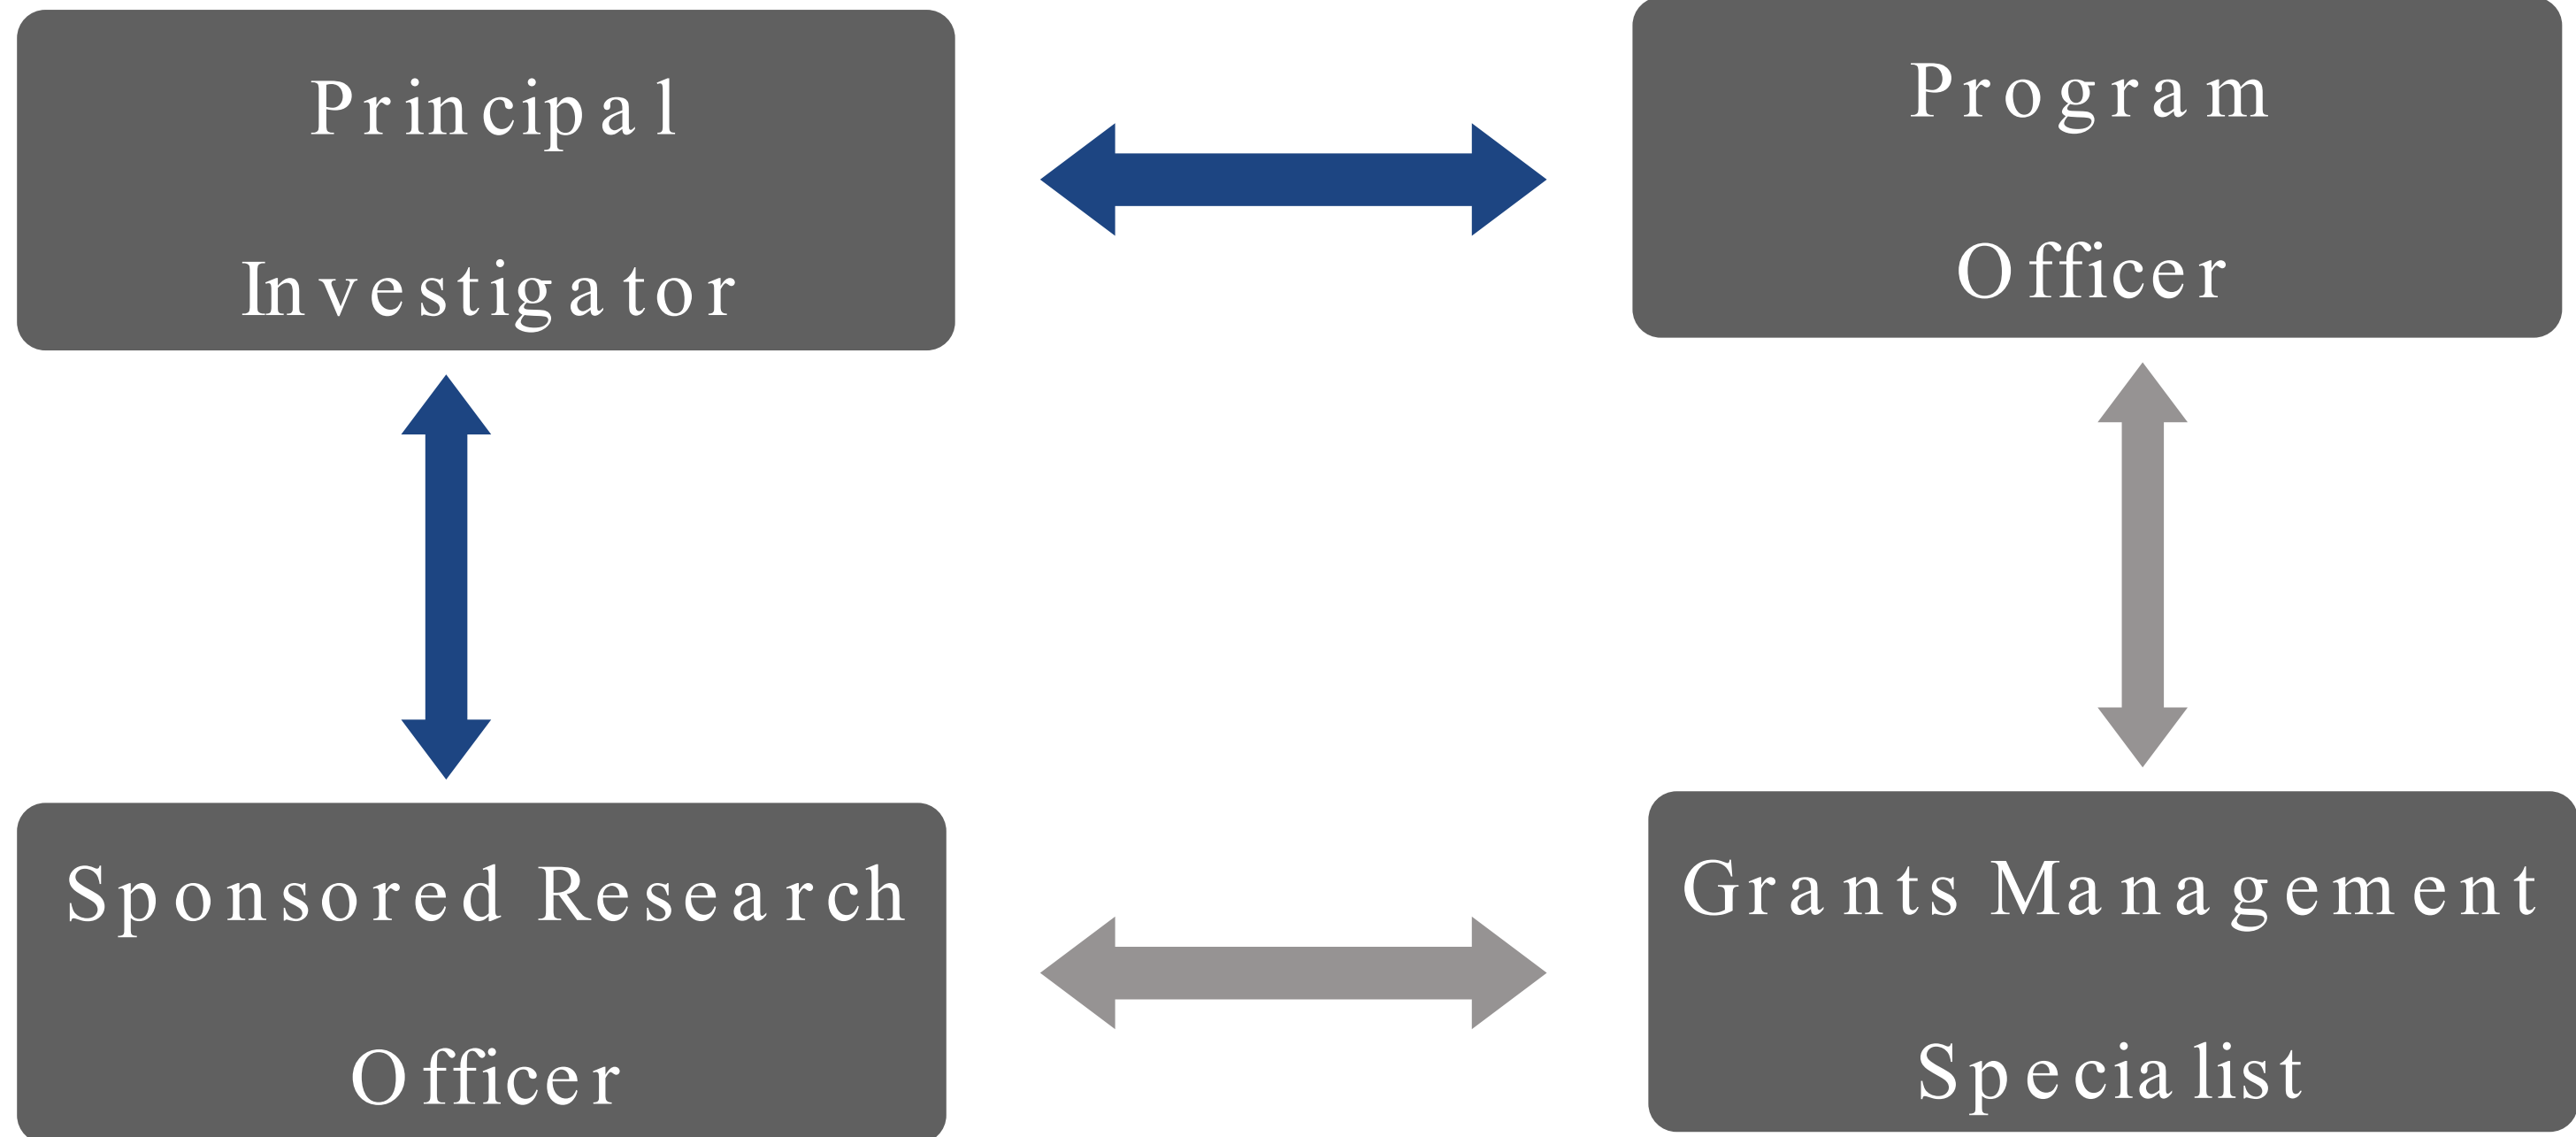 Principal
Investigator
Program
Officer
Sponsored Research
Officer
Grants Management
Specialist